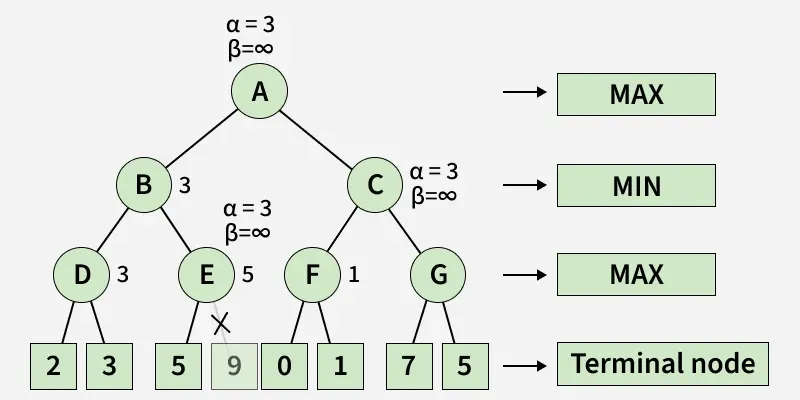 α = 3
β=∞
A
MAX
B
3
C
α = 3
β=∞
MIN
α = 3
β=∞
D
3
E
5
F
1
G
MAX
2
3
5
9
0
1
7
5
Terminal node